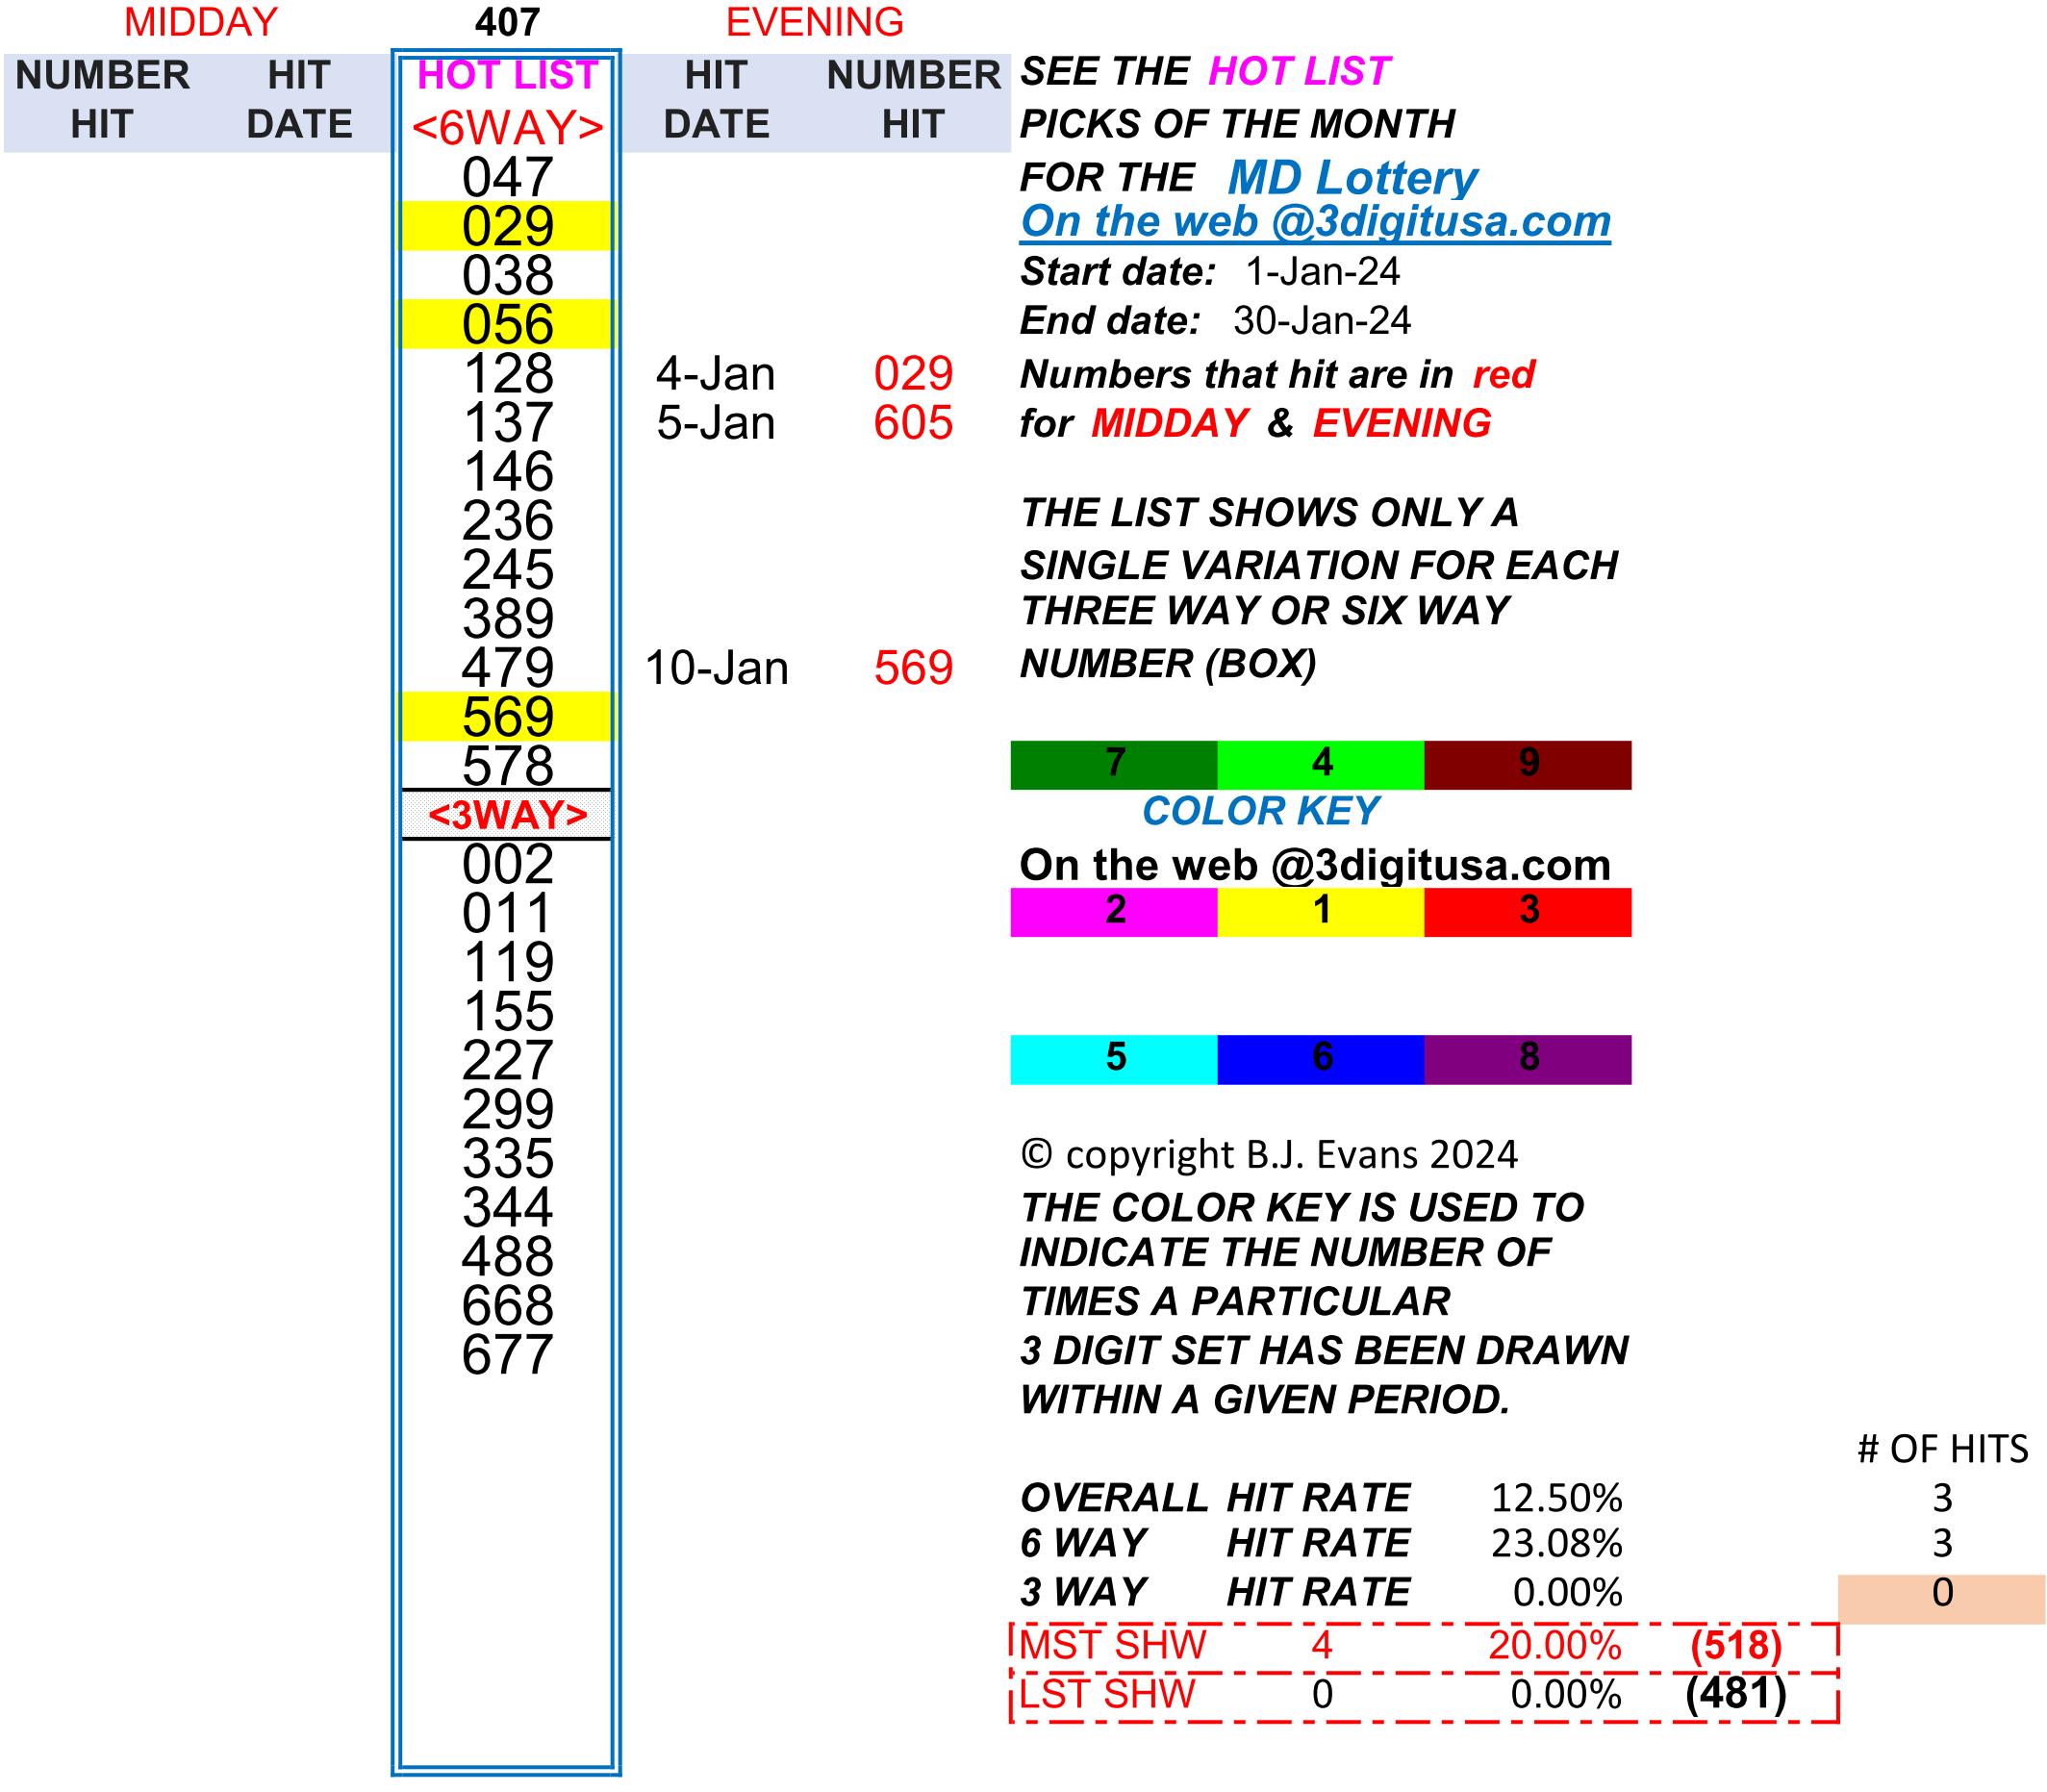 MIDDAY 407 EVENING
NUMBER HIT HOT LIST HIT NUMBER SEE THE HOT LIST
HIT DATE <6WAY> DATE HIT PICKS OF THE MONTH
047 FOR THE MD Lottery
029 On the web @3digitusa.com
038 Start date: 1-Jan-24
056 End date: 30-Jan-24
128 4-Jan 029 Numbers that hit are in red
137 5-Jan 605 for MIDDAY & EVENING
146
236 THE LIST SHOWS ONLY A
245 SINGLE VARIATION FOR EACH
389 THREE WAY OR SIX WAY
479 10-Jan 569 NUMBER (BOX)
569
578 7 4 9
<3WAY> COLOR KEY
002 On the web @3digitusa.com
011 2 1 3
119
155
227 5 6 8
299
335 © copyright B.J. Evans 2024
344 THE COLOR KEY IS USED TO
488 INDICATE THE NUMBER OF
668 TIMES A PARTICULAR
677 3 DIGIT SET HAS BEEN DRAWN
WITHIN A GIVEN PERIOD.
# OF HITS
OVERALL HIT RATE 12.50% 3
6 WAY HIT RATE 23.08% 3
3 WAY HIT RATE 0.00% 0
MST SHW 4 20.00% (518)
LST SHW 0 0.00% (481)